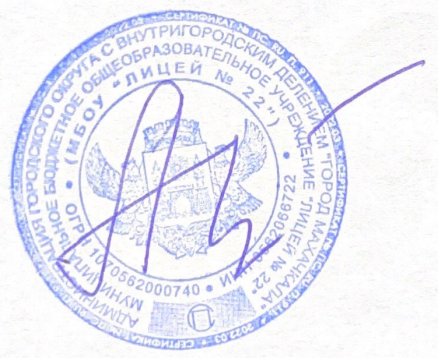 АДМИНИСТРАЦИЯ ГОРОДСКОГО ОКРУГА С ВНУТРИГОРОДСКИМ ДЕЛЕНИЕМ "ГОРОД МАХАЧКАЛА"
МУНИЦИПАЛЬНОЕ БЮДЖЕТНОЕ ОБЩЕОБРАЗОВАТЕЛЬНОЕ УЧРЕЖДЕНИЕ "ЛИЦЕЙ № 22"
(МБОУ "ЛИЦЕЙ № 22")
ОГРН 0562000740
ИНН 0562066722